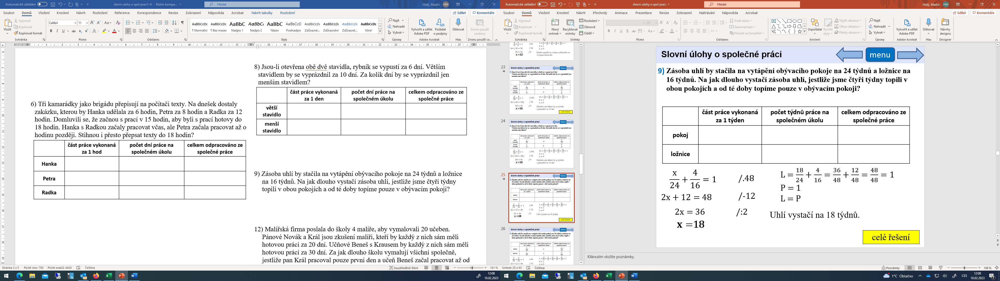 Automatické ukládání
slovni ulohy o spol praci1-4 - Režim kompa...
Hledat
Holý, Martin
HM
Automatické ukládání
slovni ulohy o spol praci
Hledat
Holý, Martin
HM
Soubor Domů Vložení Kreslení Návrh Rozložení Reference Korespondence Revize Zobrazení Nápověda Acrobat Návrh tabulky Rozložení Sdílet Komentáře
Soubor Domů Vložení Kreslení Návrh Přechody Animace Prezentace Revize Zobrazení Nahrávání Nápověda Acrobat Sdílet Komentáře
Vložit
Vyjmout
Kopírovat
Kopírovat formát
Schránka
Calibri 11
Písmo
Odstavec
AaBbCcDc AaBbCcDc AaBbC AaBbC AaBbC AaBbCcD AaBbCcDc AaBbCcDc AaBbCcDc AaBbCcDc
¶ Normální ¶ Bez mezer Nadpis 1 Nadpis 2 Název Podnadpis Zdůrazně... Zdůraznění Zdůrazně... Silné
Styly
Najít
Nahradit
Vybrat
Úpravy
Vytvořit a sdílet Adobe PDF
Požádat o podpisy
Adobe Acrobat
Diktovat
Hlas
Znovu použít soubory
Znovu použít so...
Vložit
Vyjmout
Kopírovat
Kopírovat formát
Schránka
Nový snímek
Recyklovat snímky
Rozložení
Obnovit
Oddíl
Snímky
20
Písmo
Směr textu
Zarovnat text
Převést na SmartArt
Odstavec
Uspořádat
Rychlé styly
Výplň obrazce
Obrys obrazce
Efekty obrazce
Kreslení
Najít
Nahradit
Vybrat
Úpravy
Vytvořit a sdílet Adobe PDF
Adobe Acrobat
Diktovat
Hlas
Návrhy designu
Designer
6) Tři kamarádky jako brigádu přepisují na počítači texty. Na dnešek dostaly
zakázku, kterou by Hanka udělala za 6 hodin, Petra za 8 hodin a Radka za 12
hodin. Domluvili se, že začnou s prací v 15 hodin, aby byli s prací hotovy do
18 hodin. Hanka s Radkou začaly pracovat včas, ale Petra začala pracovat až o
hodinu později. Stihnou i přesto přepsat texty do 18 hodin?
část práce vykonaná za 1 hod
počet dní práce na společném úkolu
celkem odpracováno ze společné práce
Hanka
Petra
Radka
8) Jsou-li otevřena obě dvě stavidla, rybník se vypustí za 6 dní. Větším
stavidlem by se vyprázdnil za 10 dní. Za kolik dní by se vyprázdnil jen
menším stavidlem?
část práce vykonaná za 1 den
počet dní práce na společném úkolu
celkem odpracováno ze společné práce
větší stavidlo
menší stavidlo
9) Zásoba uhlí by stačila na vytápění obývacího pokoje na 24 týdnů a ložnice
na 16 týdnů. Na jak dlouho vystačí zásoba uhlí, jestliže jsme čtyři týdny
topili v obou pokojích a od té doby topíme pouze v obývacím pokoji?
12) Malířská firma poslala do školy 4 malíře, aby vymalovali 20 učeben.
Pánové Novák a Král jsou zkušení malíři, kteří by každý z nich sám měli
hotovou práci za 20 dní. Učňové Beneš s Krausem by každý z nich sám měli
hotovou práci za 30 dní. Za jak dlouho školu vymalují všichni společně,
jestliže pan Král pracoval pouze první den a učeň Beneš začal pracovat až od
23
24
25
26
Slovní úlohy o společné práci
menu
9) Zásoba uhlí by stačila na vytápění obývacího pokoje na 24 týdnů a ložnice na
16 týdnů. Na jak dlouho vystačí zásoba uhlí, jestliže jsme čtyři týdny topili v
obou pokojích a od té doby topíme pouze v obývacím pokoji?
část práce vykonaná za 1 týden
počet týdnů práce na společném úkolu
celkem odpracováno ze společné práce
pokoj
ložnice
x/24 + 4/16 = 1 /.48
2x + 12 = 48 /-12
2x = 36 /:2
x =18
L = 18/24 + 4/16 = 36/48 + 12/48 = 48/48 = 1
P = 1
L = P
Uhlí vystačí na 18 týdnů.
celé řešení
Kliknutím vložíte poznámky.
Stránka 2 z 5 Počet slov: 783 Počet znaků: 4420 Čeština Soustředěné čtení 161 %
Snímek 25 z 43 Čeština Poznámky 108 %
12:08
10.02.2023
1°C Oblačno
CES
12:08
10.02.2023